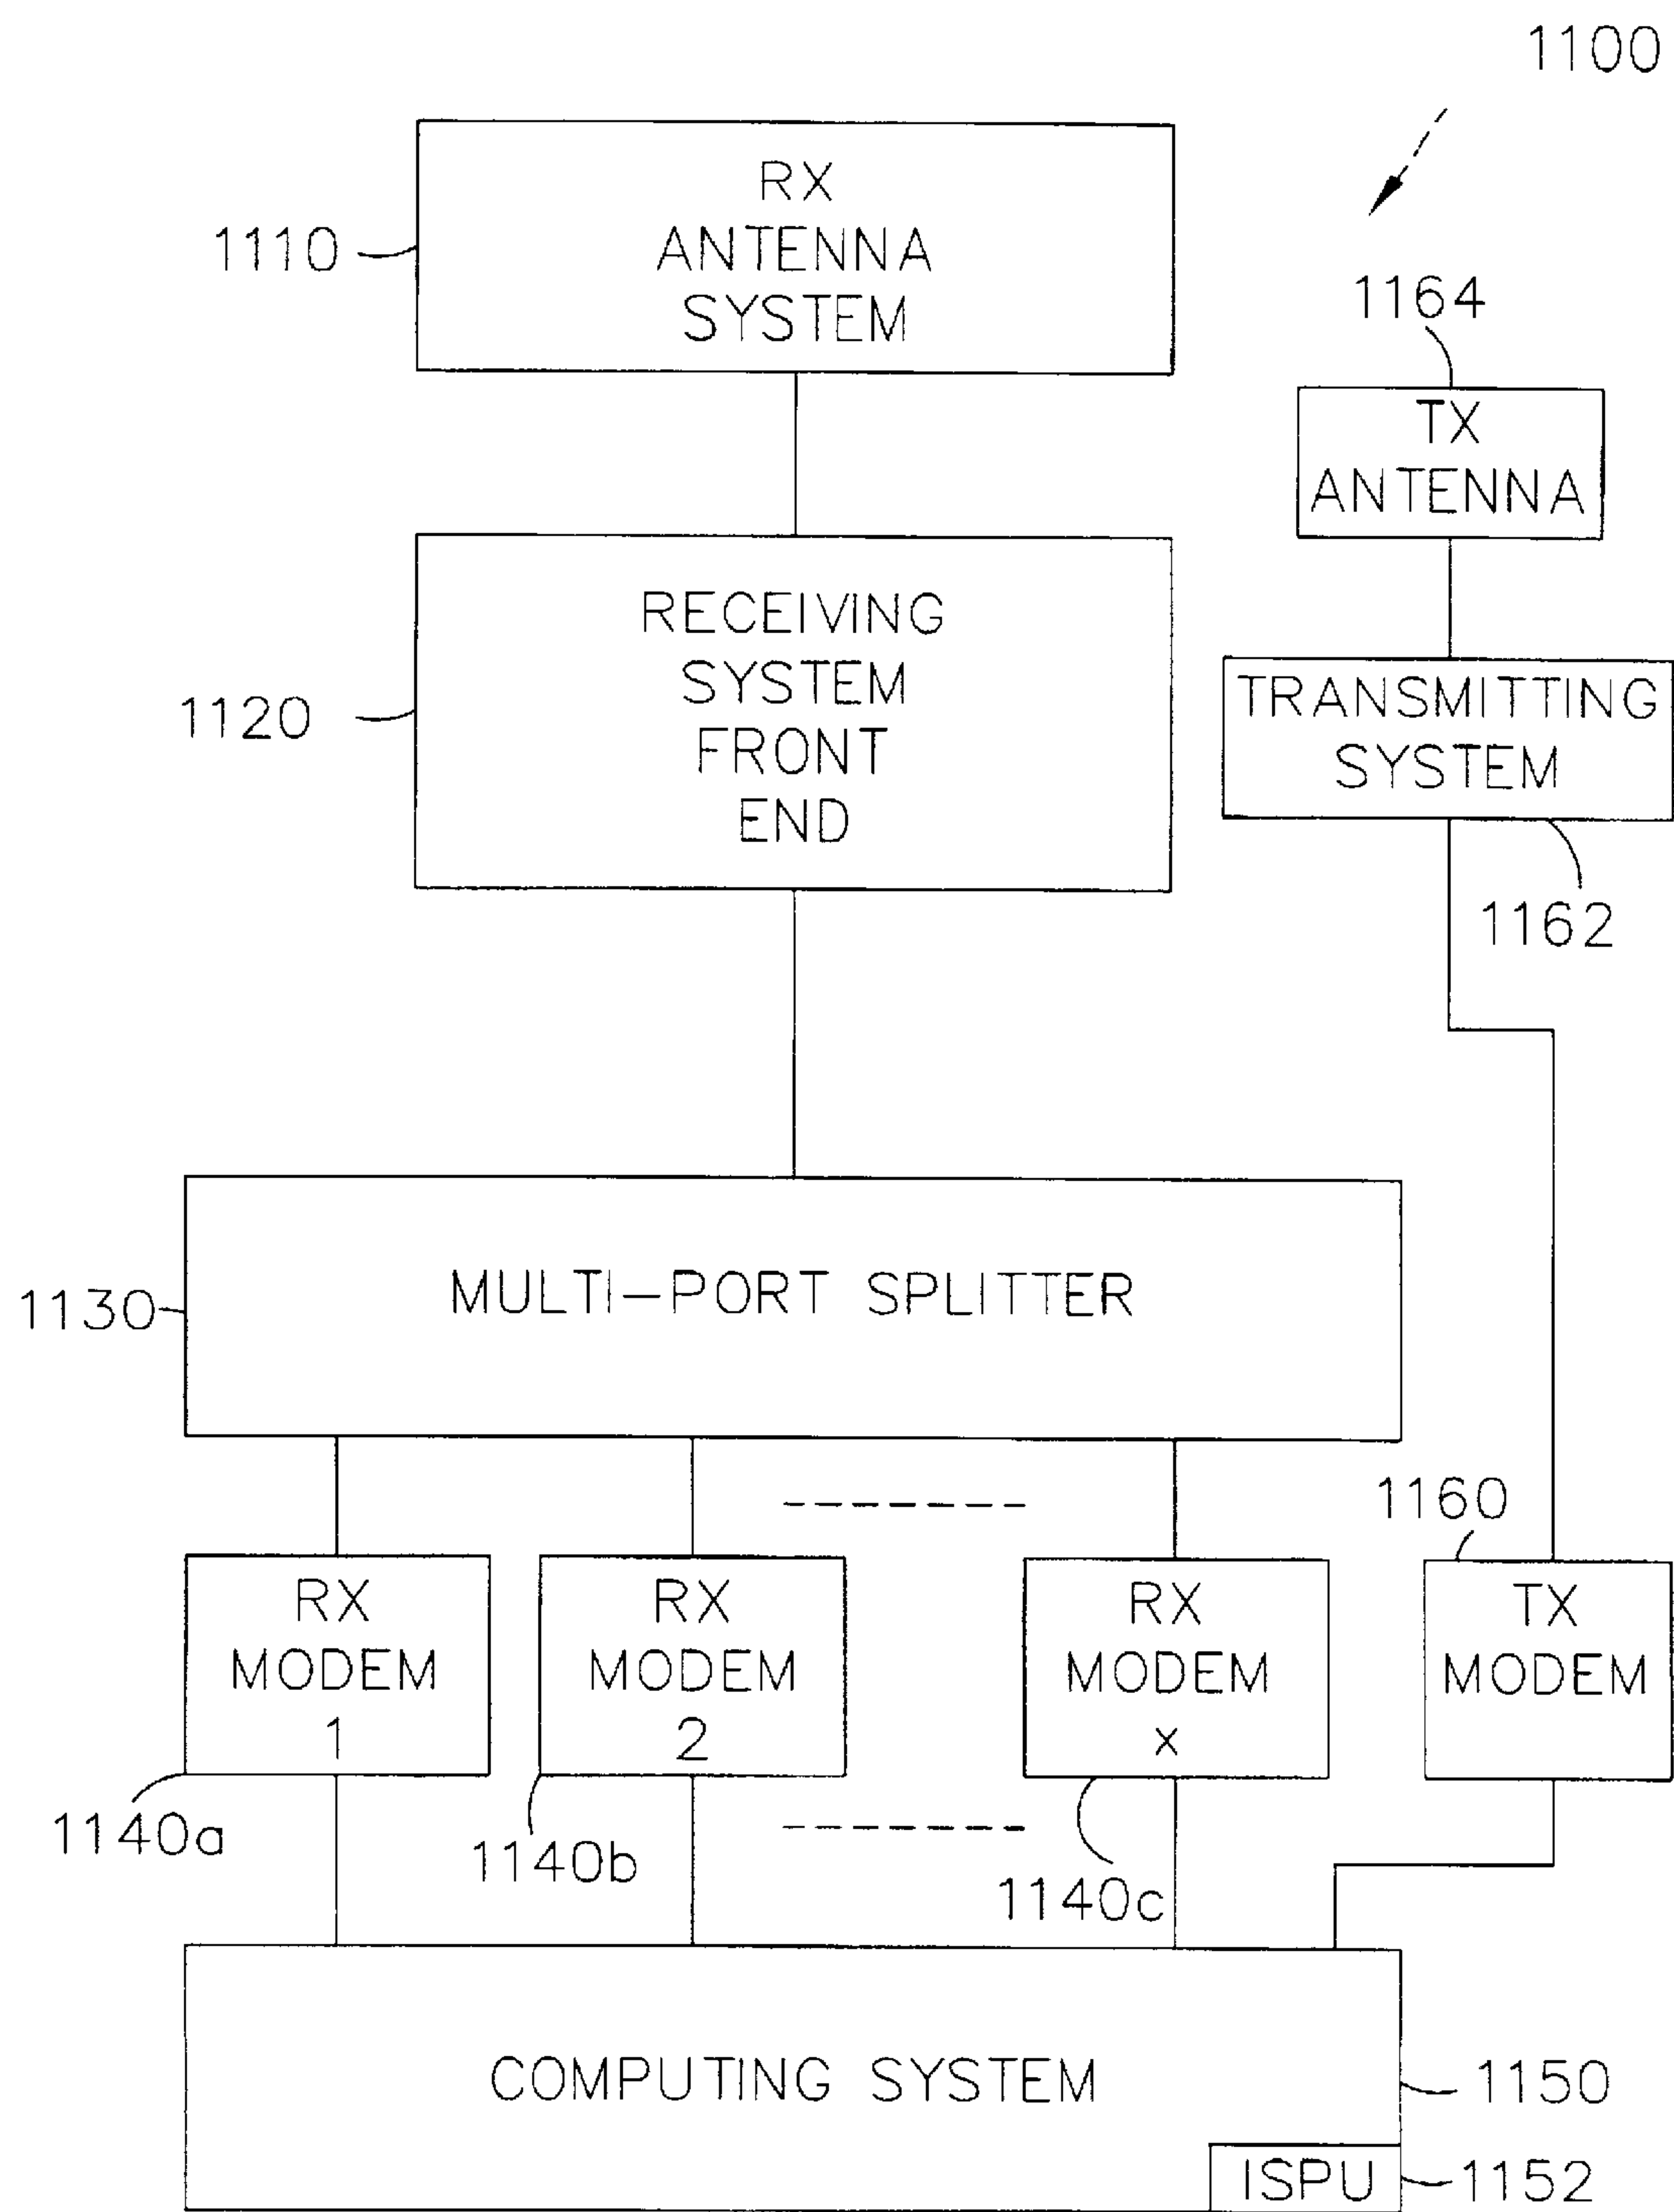 1100
RX
ANTENNA
SYSTEM
1110
1164
TX
ANTENNA
RECEIVING
SYSTEM
FRONT
END
1120
TRANSMITTING
SYSTEM
1162
MULTI-PORT SPLITTER
1130
1160
RX
MODEM
1
RX
MODEM
2
RX
MODEM
x
TX
MODEM
1140a
1140b
1140c
COMPUTING SYSTEM
1150
ISPU
1152